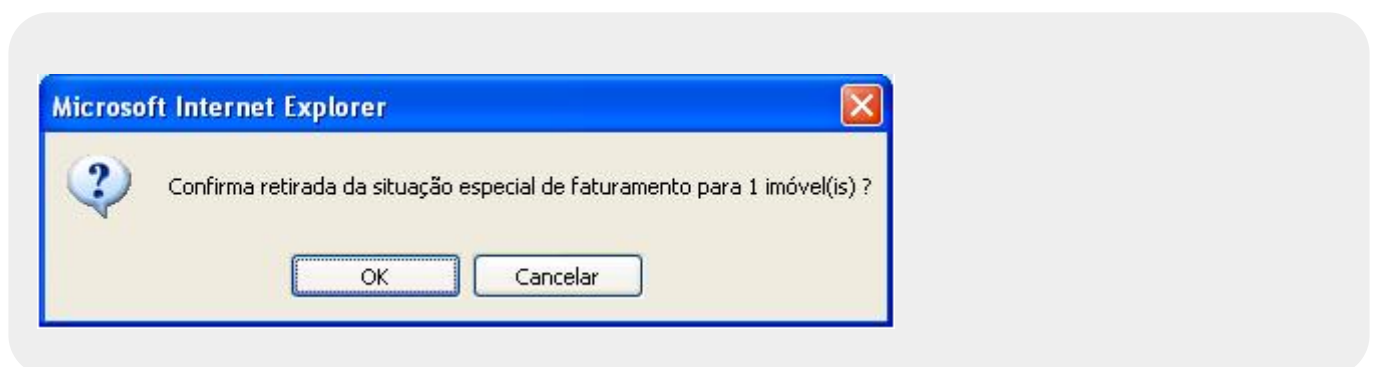 Microsoft Internet Explorer
Confirma retirada da situação especial de faturamento para 1 imóvel(is) ?
OK
Cancelar